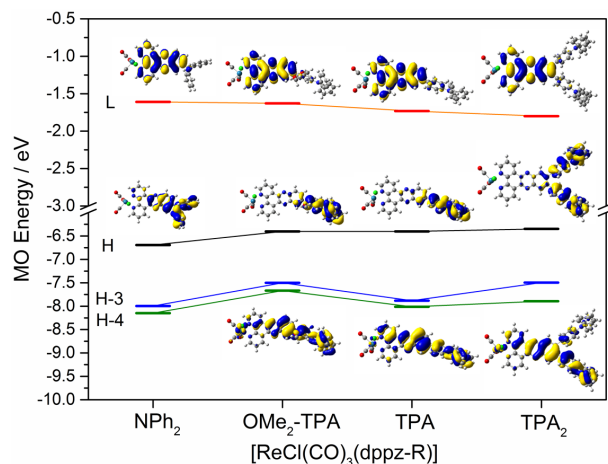 MO Energy / eV
-0.5
-1.0
-1.5
-2.0
-2.5
-3.0
-6.5
-7.0
-7.5
-8.0
-8.5
-9.0
-9.5
-10.0
L
H
H-3
H-4
NPh₂ OMe₂-TPA TPA TPA₂
[ReCl(CO)₃(dppz-R)]